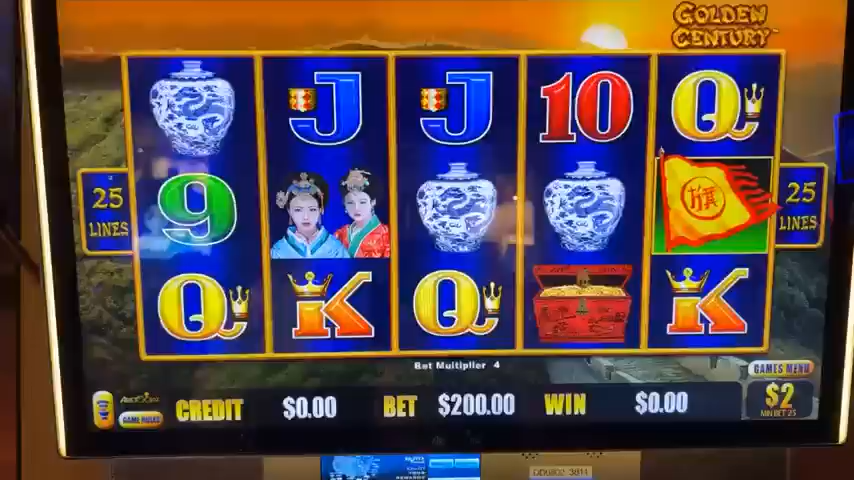 GOLDEN
CENTURY
J J 10 Q
25
LINES
9
旗
25
LINES
Q K Q K
Bet Multiplier 4
GAMES MENU
GAME RULES
CREDIT $0.00 BET $200.00 WIN $0.00
$2
MIN BET 25